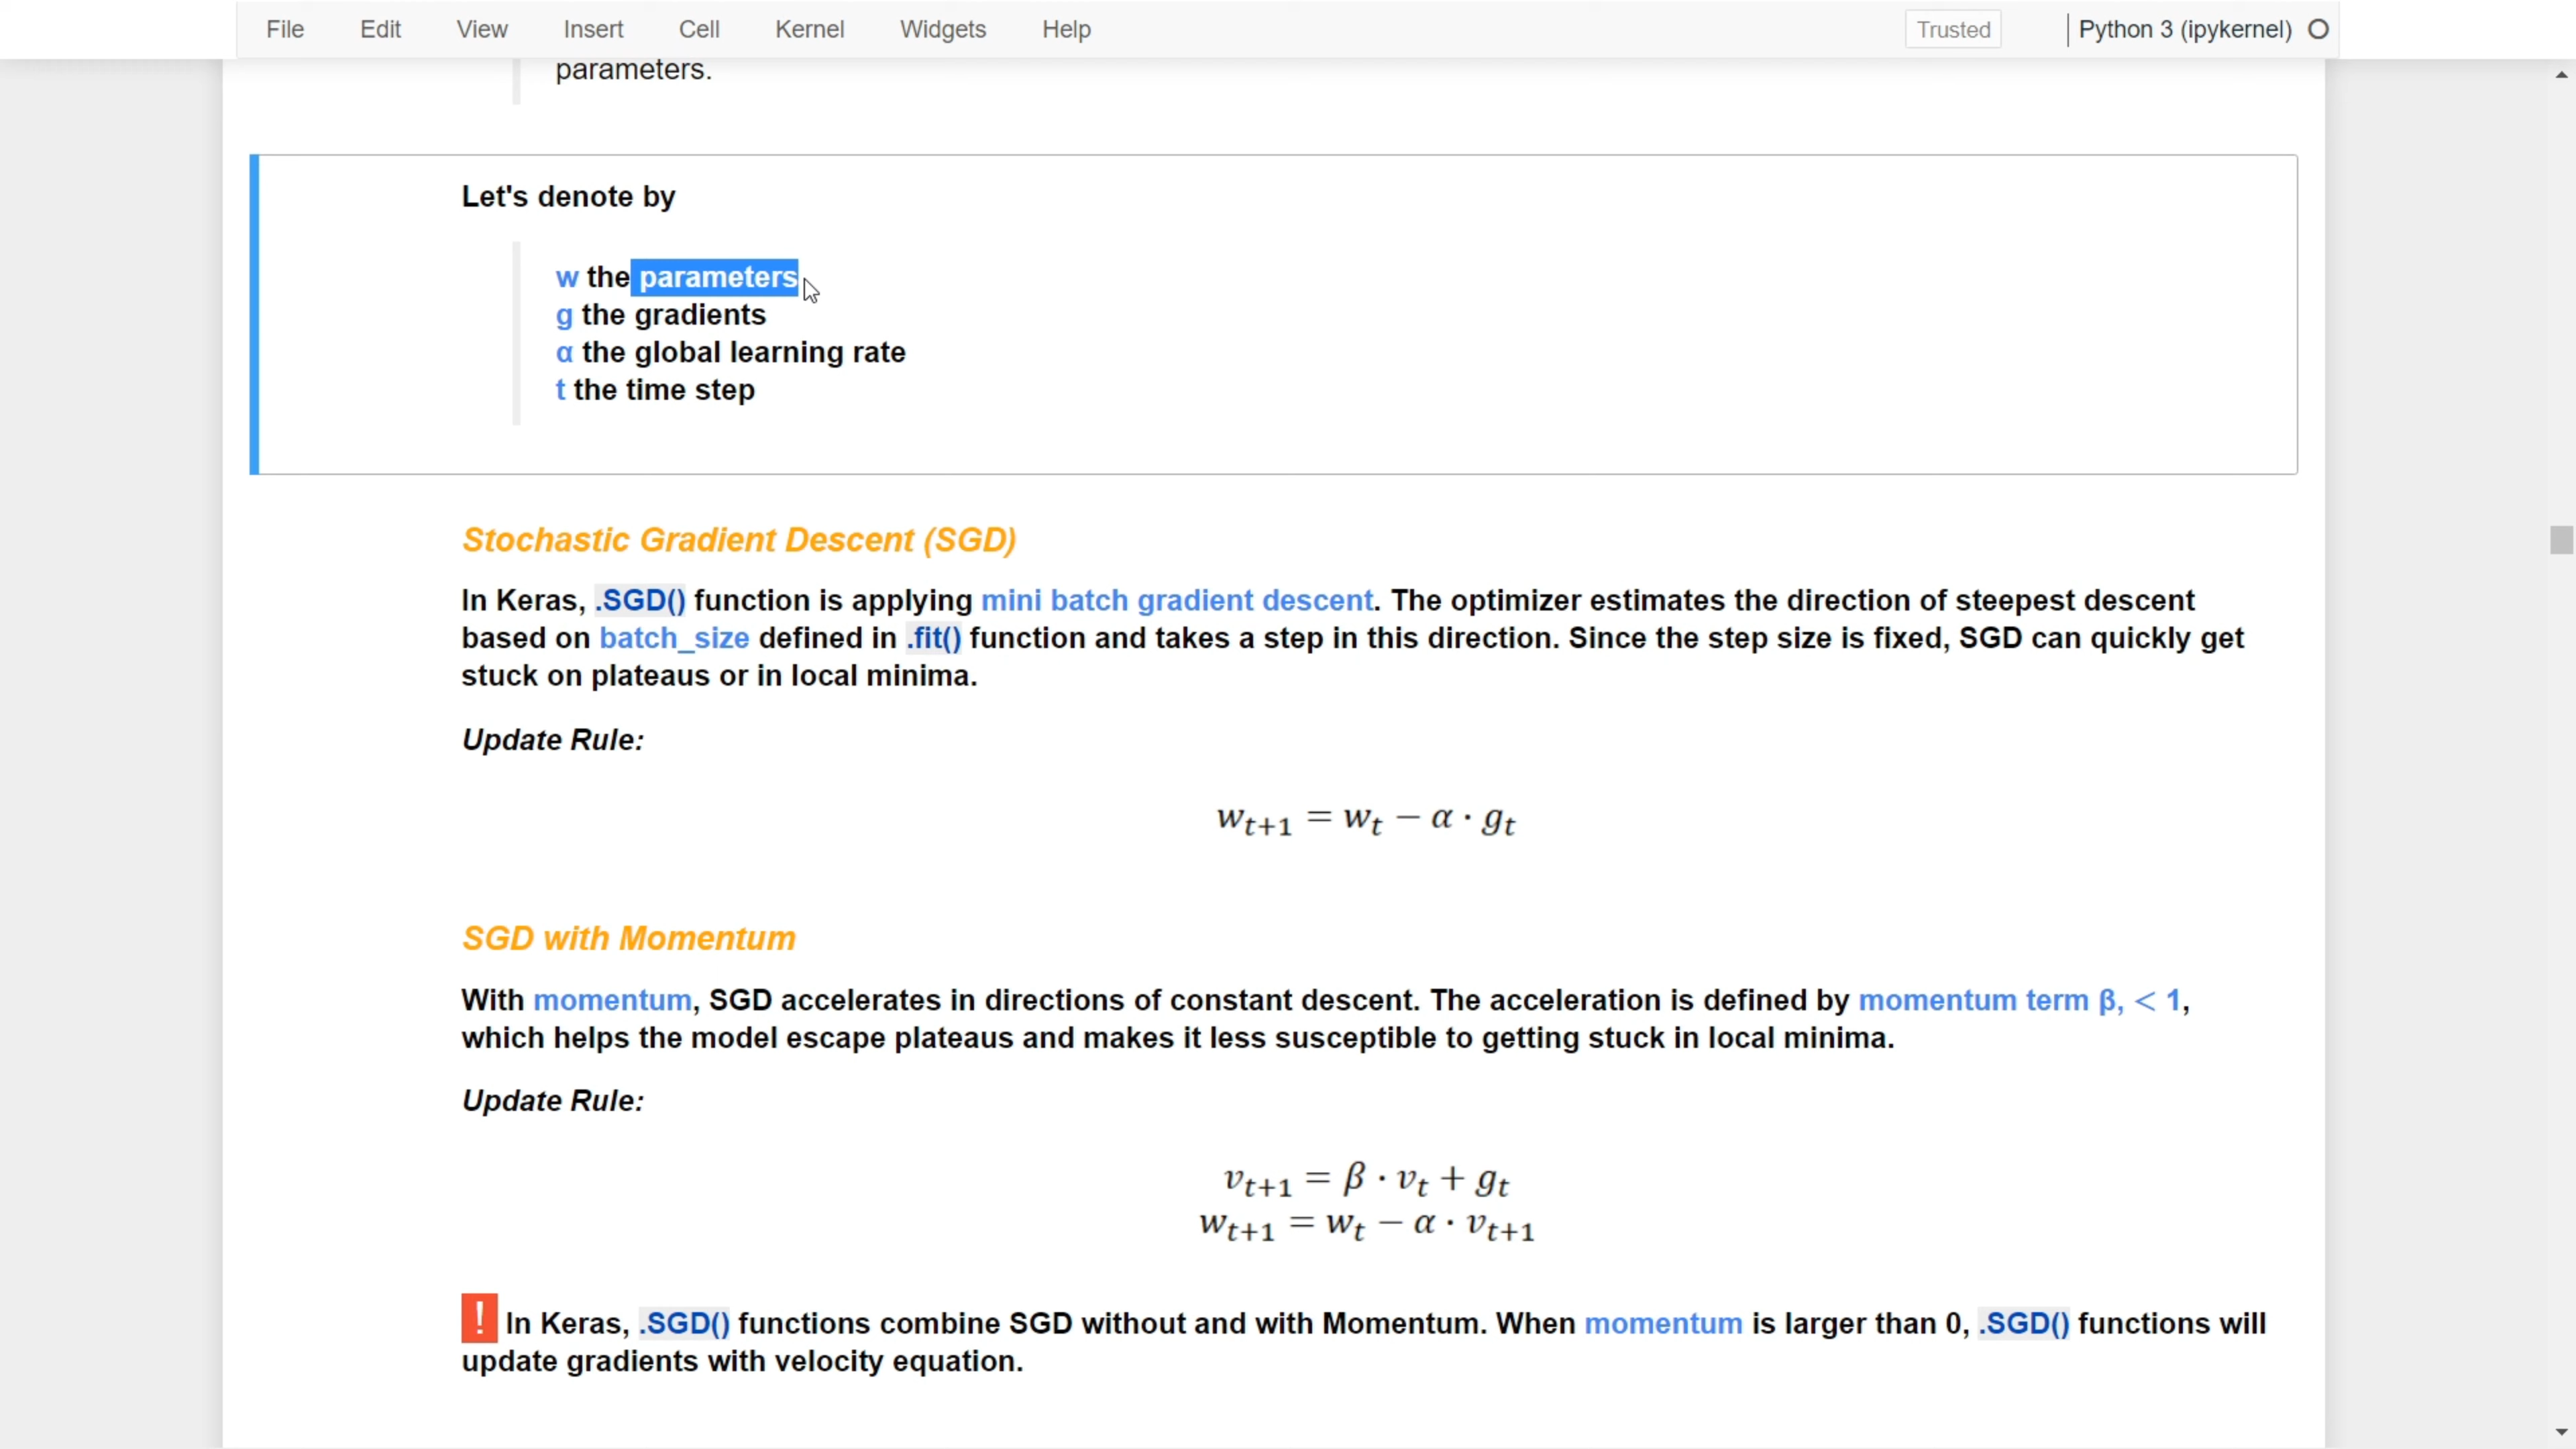 File Edit View Insert Cell Kernel Widgets Help Trusted Python 3 (ipykernel)
parameters.
Let's denote by
w the parameters
g the gradients
α the global learning rate
t the time step
Stochastic Gradient Descent (SGD)
In Keras, .SGD() function is applying mini batch gradient descent. The optimizer estimates the direction of steepest descent
based on batch_size defined in .fit() function and takes a step in this direction. Since the step size is fixed, SGD can quickly get
stuck on plateaus or in local minima.
Update Rule:
w_{t+1} = w_t − α · g_t
SGD with Momentum
With momentum, SGD accelerates in directions of constant descent. The acceleration is defined by momentum term β, < 1,
which helps the model escape plateaus and makes it less susceptible to getting stuck in local minima.
Update Rule:
v_{t+1} = β · v_t + g_t
w_{t+1} = w_t − α · v_{t+1}
! In Keras, .SGD() functions combine SGD without and with Momentum. When momentum is larger than 0, .SGD() functions will
update gradients with velocity equation.